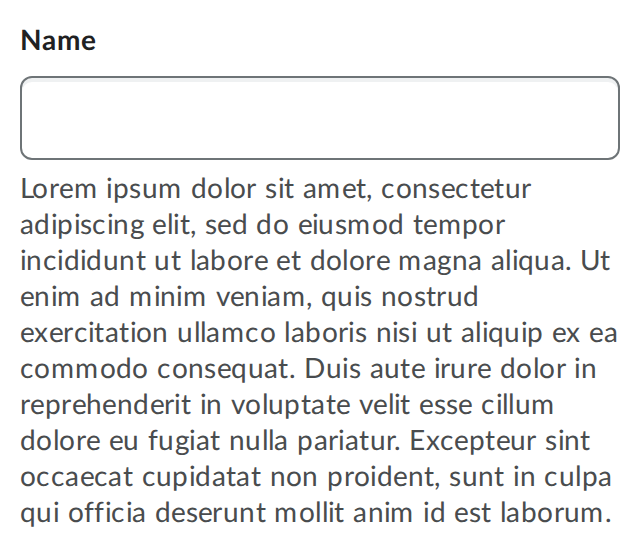 Name
Lorem ipsum dolor sit amet, consectetur
adipiscing elit, sed do eiusmod tempor
incididunt ut labore et dolore magna aliqua. Ut
enim ad minim veniam, quis nostrud
exercitation ullamco laboris nisi ut aliquip ex ea
commodo consequat. Duis aute irure dolor in
reprehenderit in voluptate velit esse cillum
dolore eu fugiat nulla pariatur. Excepteur sint
occaecat cupidatat non proident, sunt in culpa
qui officia deserunt mollit anim id est laborum.